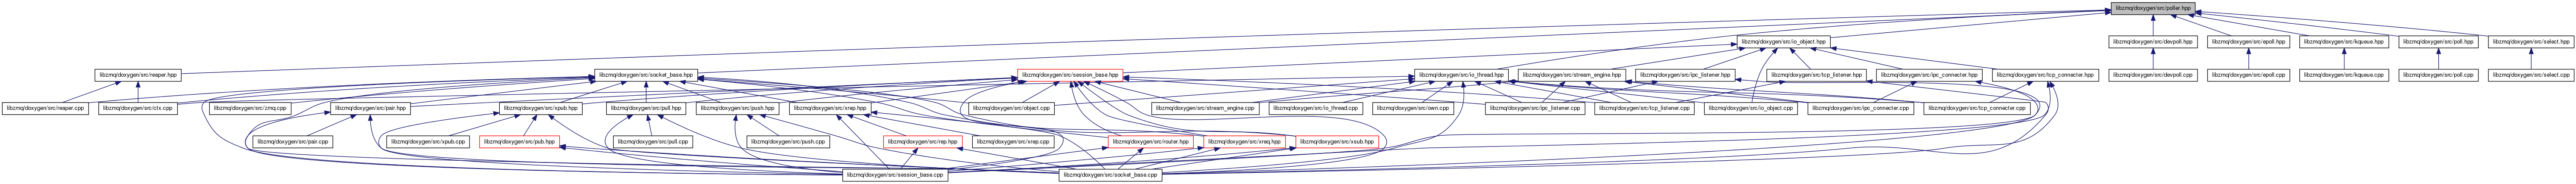 libzmq/doxygen/src/poller.hpp
libzmq/doxygen/src/io_object.hpp
libzmq/doxygen/src/devpoll.hpp
libzmq/doxygen/src/epoll.hpp
libzmq/doxygen/src/kqueue.hpp
libzmq/doxygen/src/poll.hpp
libzmq/doxygen/src/select.hpp
libzmq/doxygen/src/reaper.hpp
libzmq/doxygen/src/socket_base.hpp
libzmq/doxygen/src/session_base.hpp
libzmq/doxygen/src/io_thread.hpp
libzmq/doxygen/src/stream_engine.hpp
libzmq/doxygen/src/ipc_listener.hpp
libzmq/doxygen/src/tcp_listener.hpp
libzmq/doxygen/src/ipc_connecter.hpp
libzmq/doxygen/src/tcp_connecter.hpp
libzmq/doxygen/src/devpoll.cpp
libzmq/doxygen/src/epoll.cpp
libzmq/doxygen/src/kqueue.cpp
libzmq/doxygen/src/poll.cpp
libzmq/doxygen/src/select.cpp
libzmq/doxygen/src/reaper.cpp
libzmq/doxygen/src/ctx.cpp
libzmq/doxygen/src/zmq.cpp
libzmq/doxygen/src/pair.hpp
libzmq/doxygen/src/xpub.hpp
libzmq/doxygen/src/pull.hpp
libzmq/doxygen/src/push.hpp
libzmq/doxygen/src/xrep.hpp
libzmq/doxygen/src/object.cpp
libzmq/doxygen/src/stream_engine.cpp
libzmq/doxygen/src/io_thread.cpp
libzmq/doxygen/src/own.cpp
libzmq/doxygen/src/ipc_listener.cpp
libzmq/doxygen/src/tcp_listener.cpp
libzmq/doxygen/src/io_object.cpp
libzmq/doxygen/src/ipc_connecter.cpp
libzmq/doxygen/src/tcp_connecter.cpp
libzmq/doxygen/src/pair.cpp
libzmq/doxygen/src/xpub.cpp
libzmq/doxygen/src/pub.hpp
libzmq/doxygen/src/pull.cpp
libzmq/doxygen/src/push.cpp
libzmq/doxygen/src/rep.hpp
libzmq/doxygen/src/xrep.cpp
libzmq/doxygen/src/router.hpp
libzmq/doxygen/src/xreq.hpp
libzmq/doxygen/src/xsub.hpp
libzmq/doxygen/src/session_base.cpp
libzmq/doxygen/src/socket_base.cpp